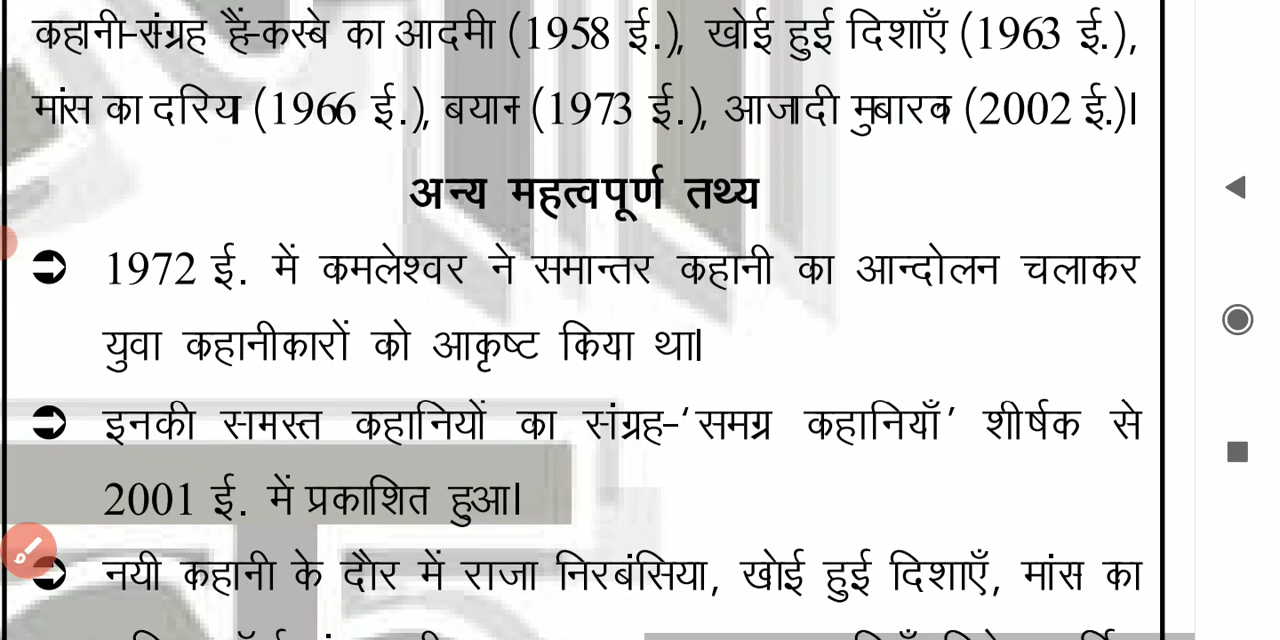 कहानी-संग्रह हैं-कस्बे का आदमी (1958 ई.), खोई हुई दिशाएँ (1963 ई.),
मांस का दरिया (1966 ई.), बयान (1973 ई.), आजादी मुबारक (2002 ई.)।
अन्य महत्वपूर्ण तथ्य
➲ 1972 ई. में कमलेश्वर ने समान्तर कहानी का आन्दोलन चलाकर
युवा कहानीकारों को आकृष्ट किया था।
➲ इनकी समस्त कहानियों का संग्रह-‘समग्र कहानियाँ’ शीर्षक से
2001 ई. में प्रकाशित हुआ।
➲ नयी कहानी के दौर में राजा निरबंसिया, खोई हुई दिशाएँ, मांस का